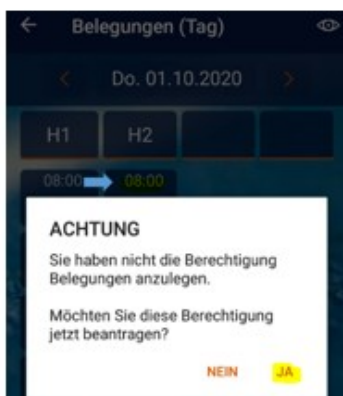 Belegungen (Tag)
Do. 01.10.2020
H1 H2
08:00 08:00
ACHTUNG
Sie haben nicht die Berechtigung
Belegungen anzulegen.
Möchten Sie diese Berechtigung
jetzt beantragen?
NEIN JA